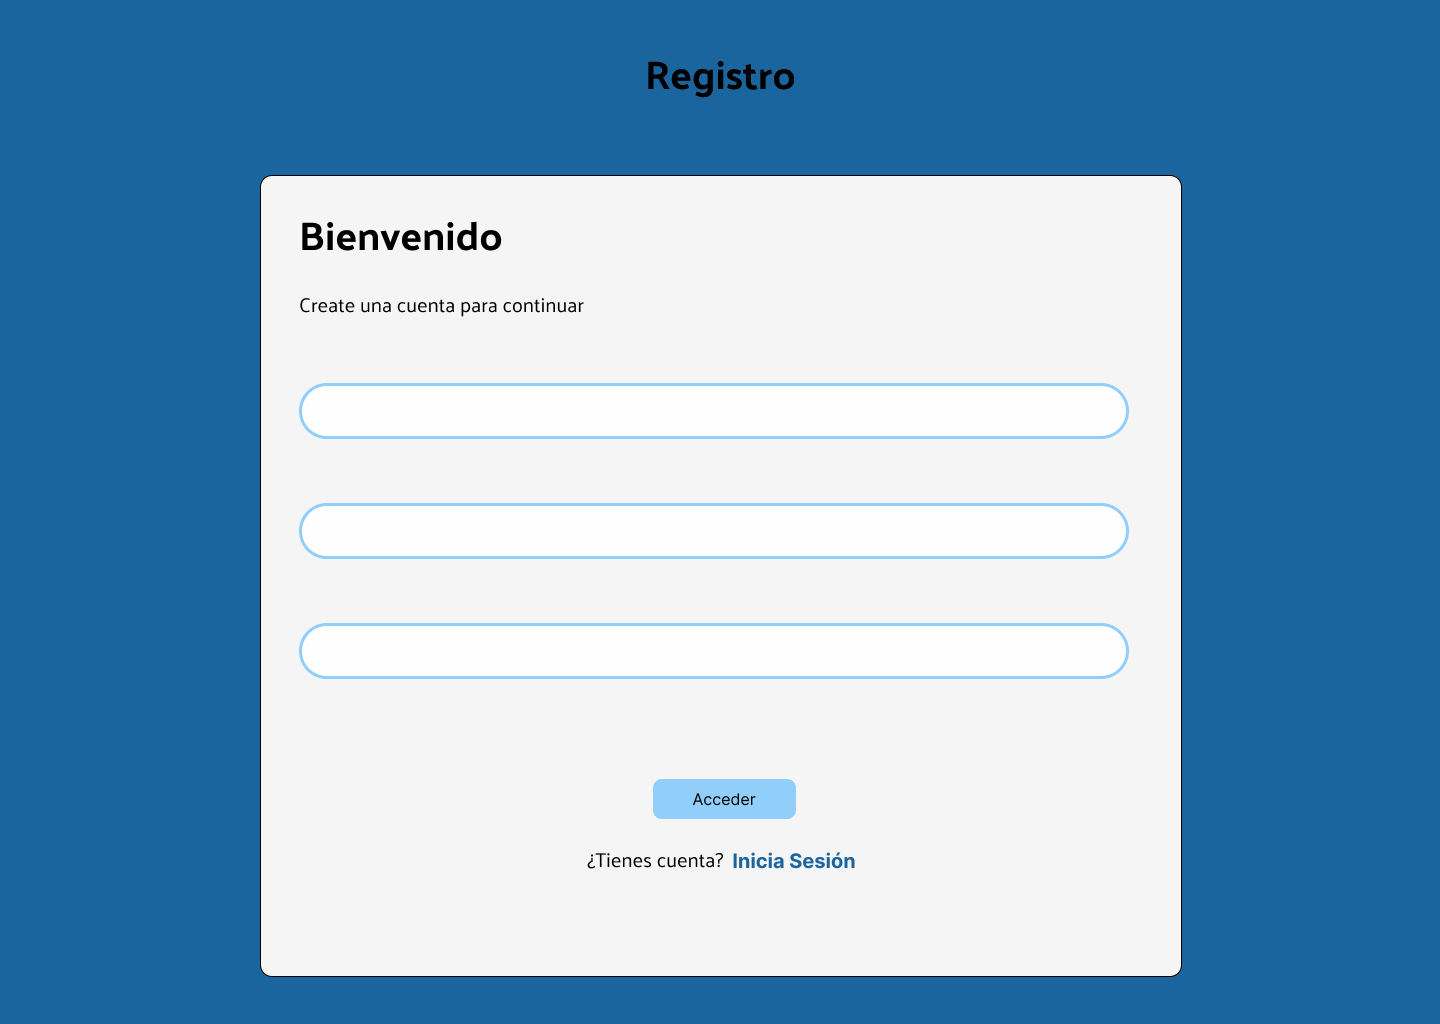 Registro
Bienvenido
Create una cuenta para continuar
Acceder
¿Tienes cuenta? Inicia Sesión